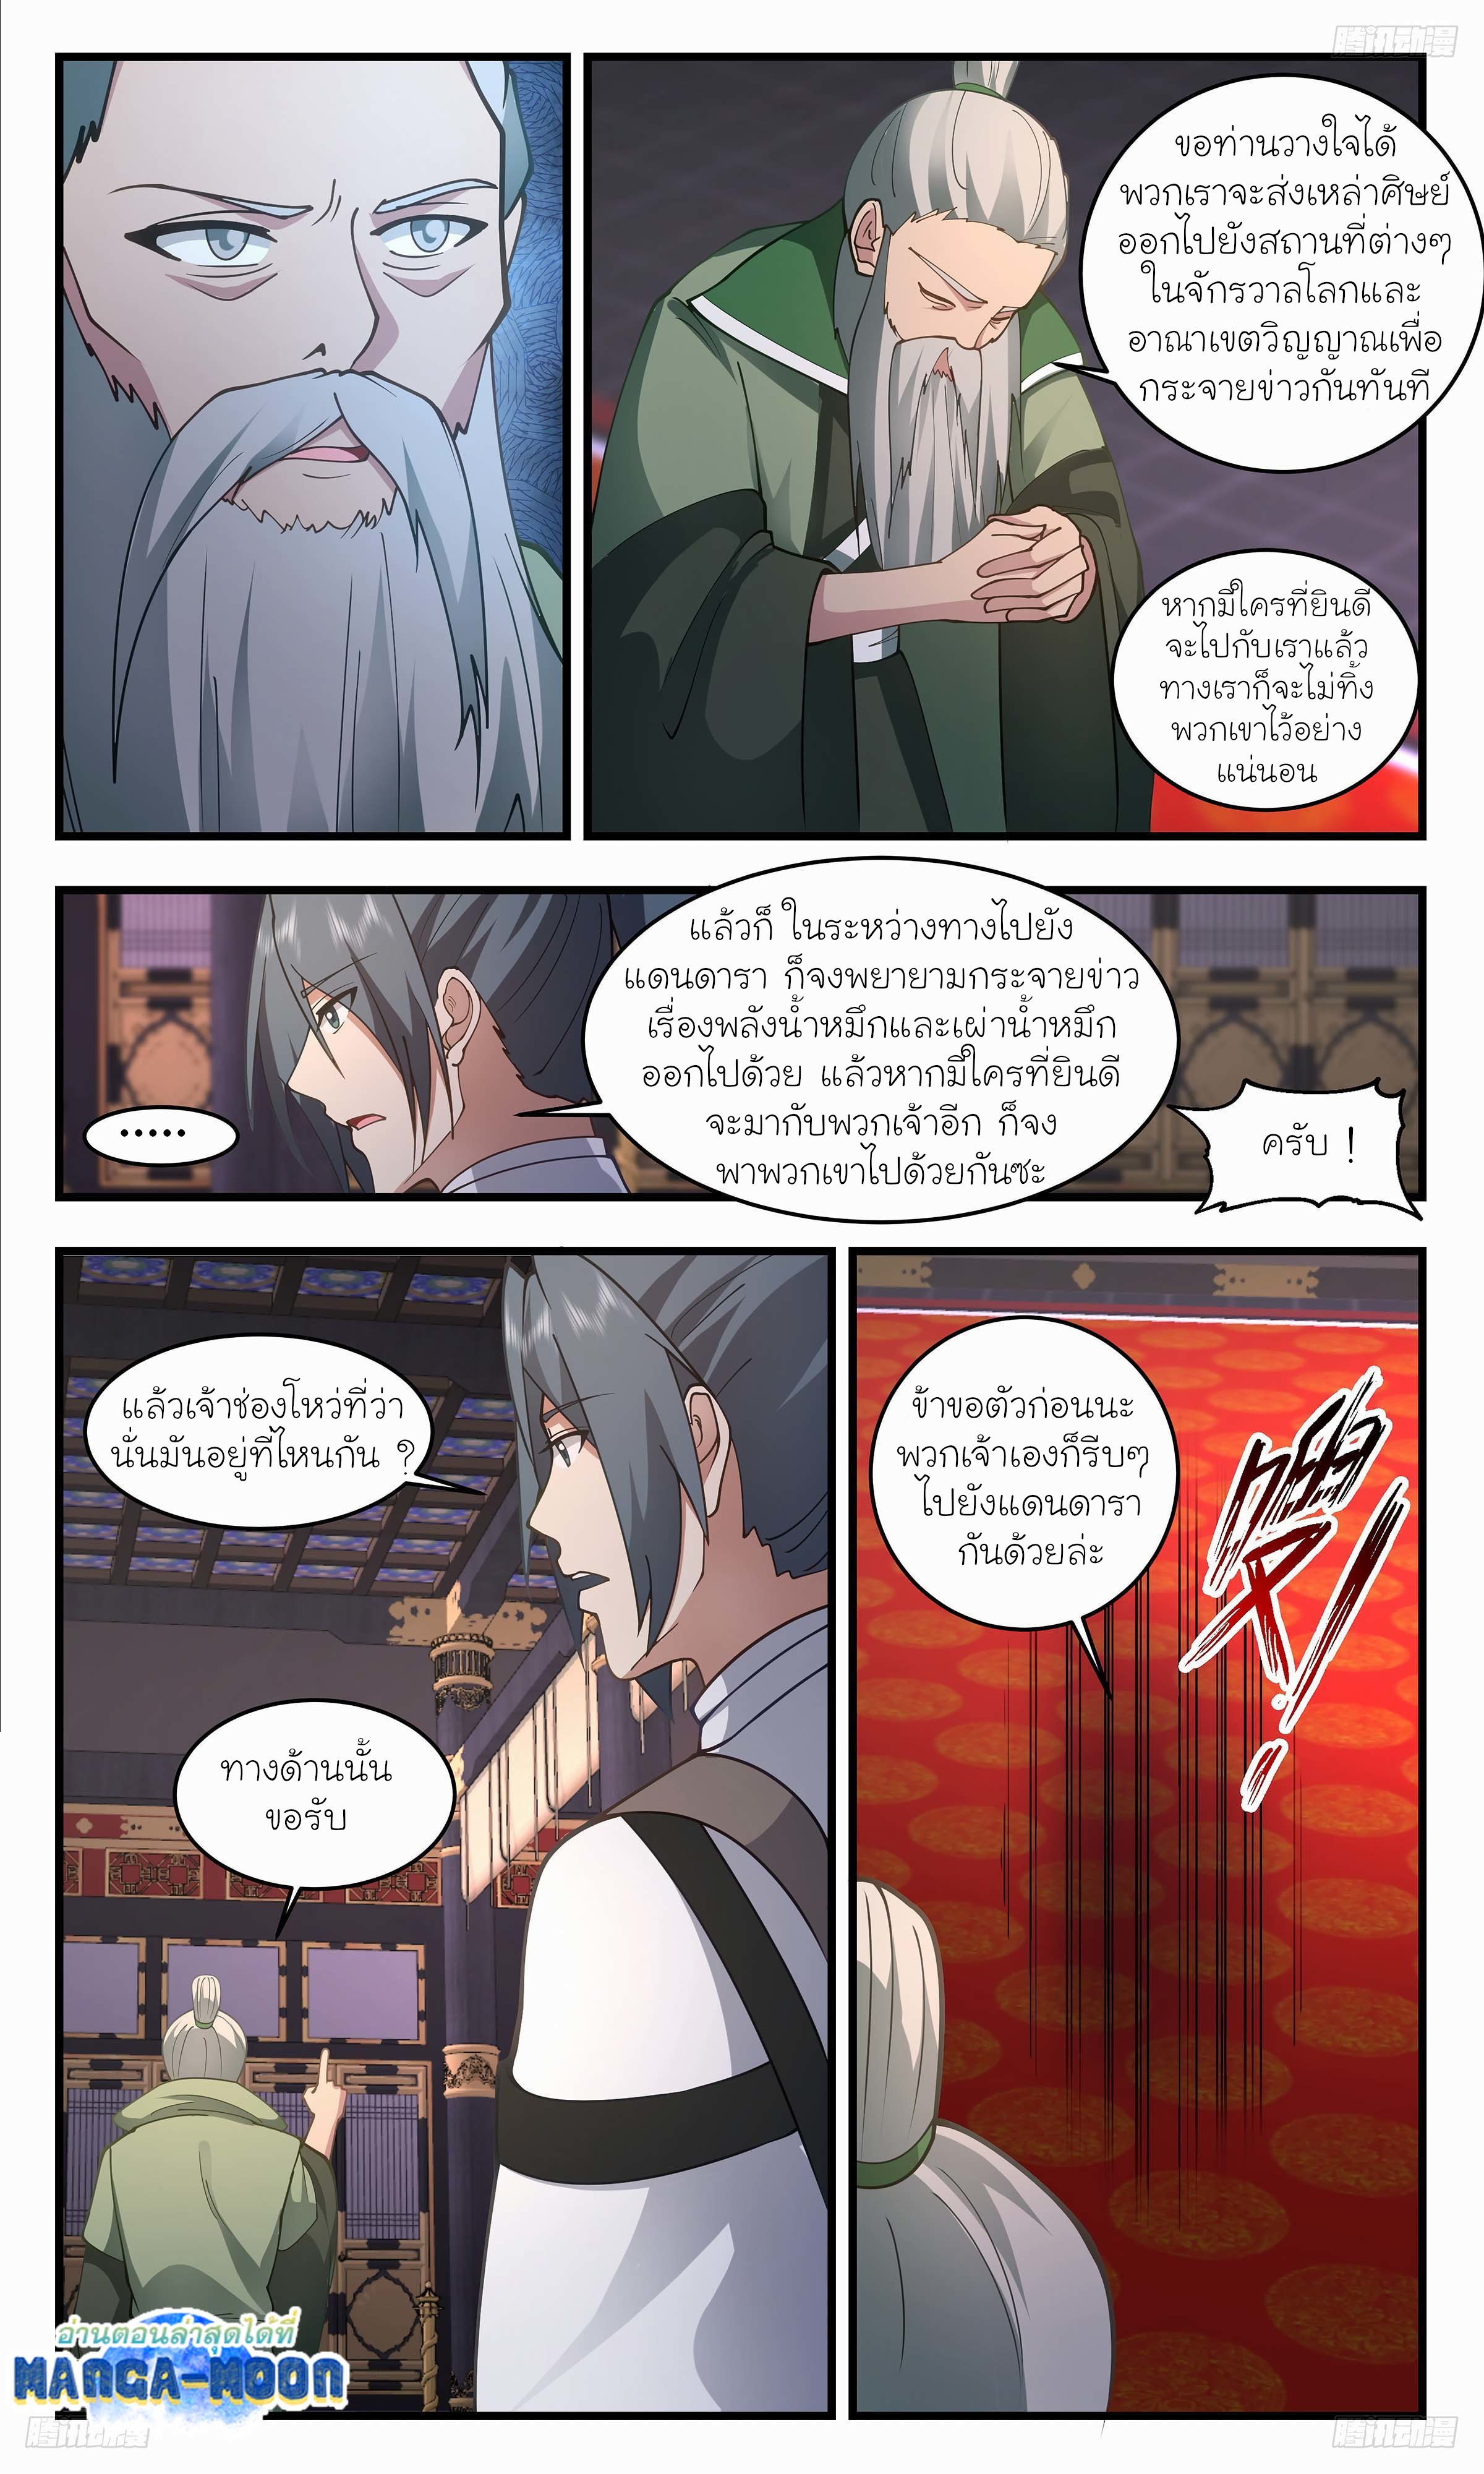 腾讯动漫
ขอท่านวางใจได้
พวกเราจะส่งเหล่าศิษย์
ออกไปยังสถานที่ต่างๆ
ในจักรวาลโลกและ
อาณาเขตวิญญาณเพื่อ
กระจายข่าวกันทันที
หากมีใครที่ยินดี
จะไปกับเราแล้ว
ทางเราก็จะไม่ทิ้ง
พวกเขาไว้อย่าง
แน่นอน
แล้วก็ ในระหว่างทางไปยัง
แดนดารา ก็จงพยายามกระจายข่าว
เรื่องพลังน้ำหมึกและเผ่าน้ำหมึก
ออกไปด้วย แล้วหากมีใครที่ยินดี
จะมากับพวกเจ้าอีก ก็จง
พาพวกเขาไปด้วยกันซะ
•••••
ครับ !
แล้วเจ้าช่องโหว่ที่ว่า
นั่นมันอยู่ที่ไหนกัน ?
ทางด้านนั้น
ขอรับ
ข้าขอตัวก่อนนะ
พวกเจ้าเองก็รีบๆ
ไปยังแดนดารา
กันด้วยล่ะ
อ่านตอนล่าสุดได้ที่
MANGA-MOON
腾讯动漫
腾讯动漫